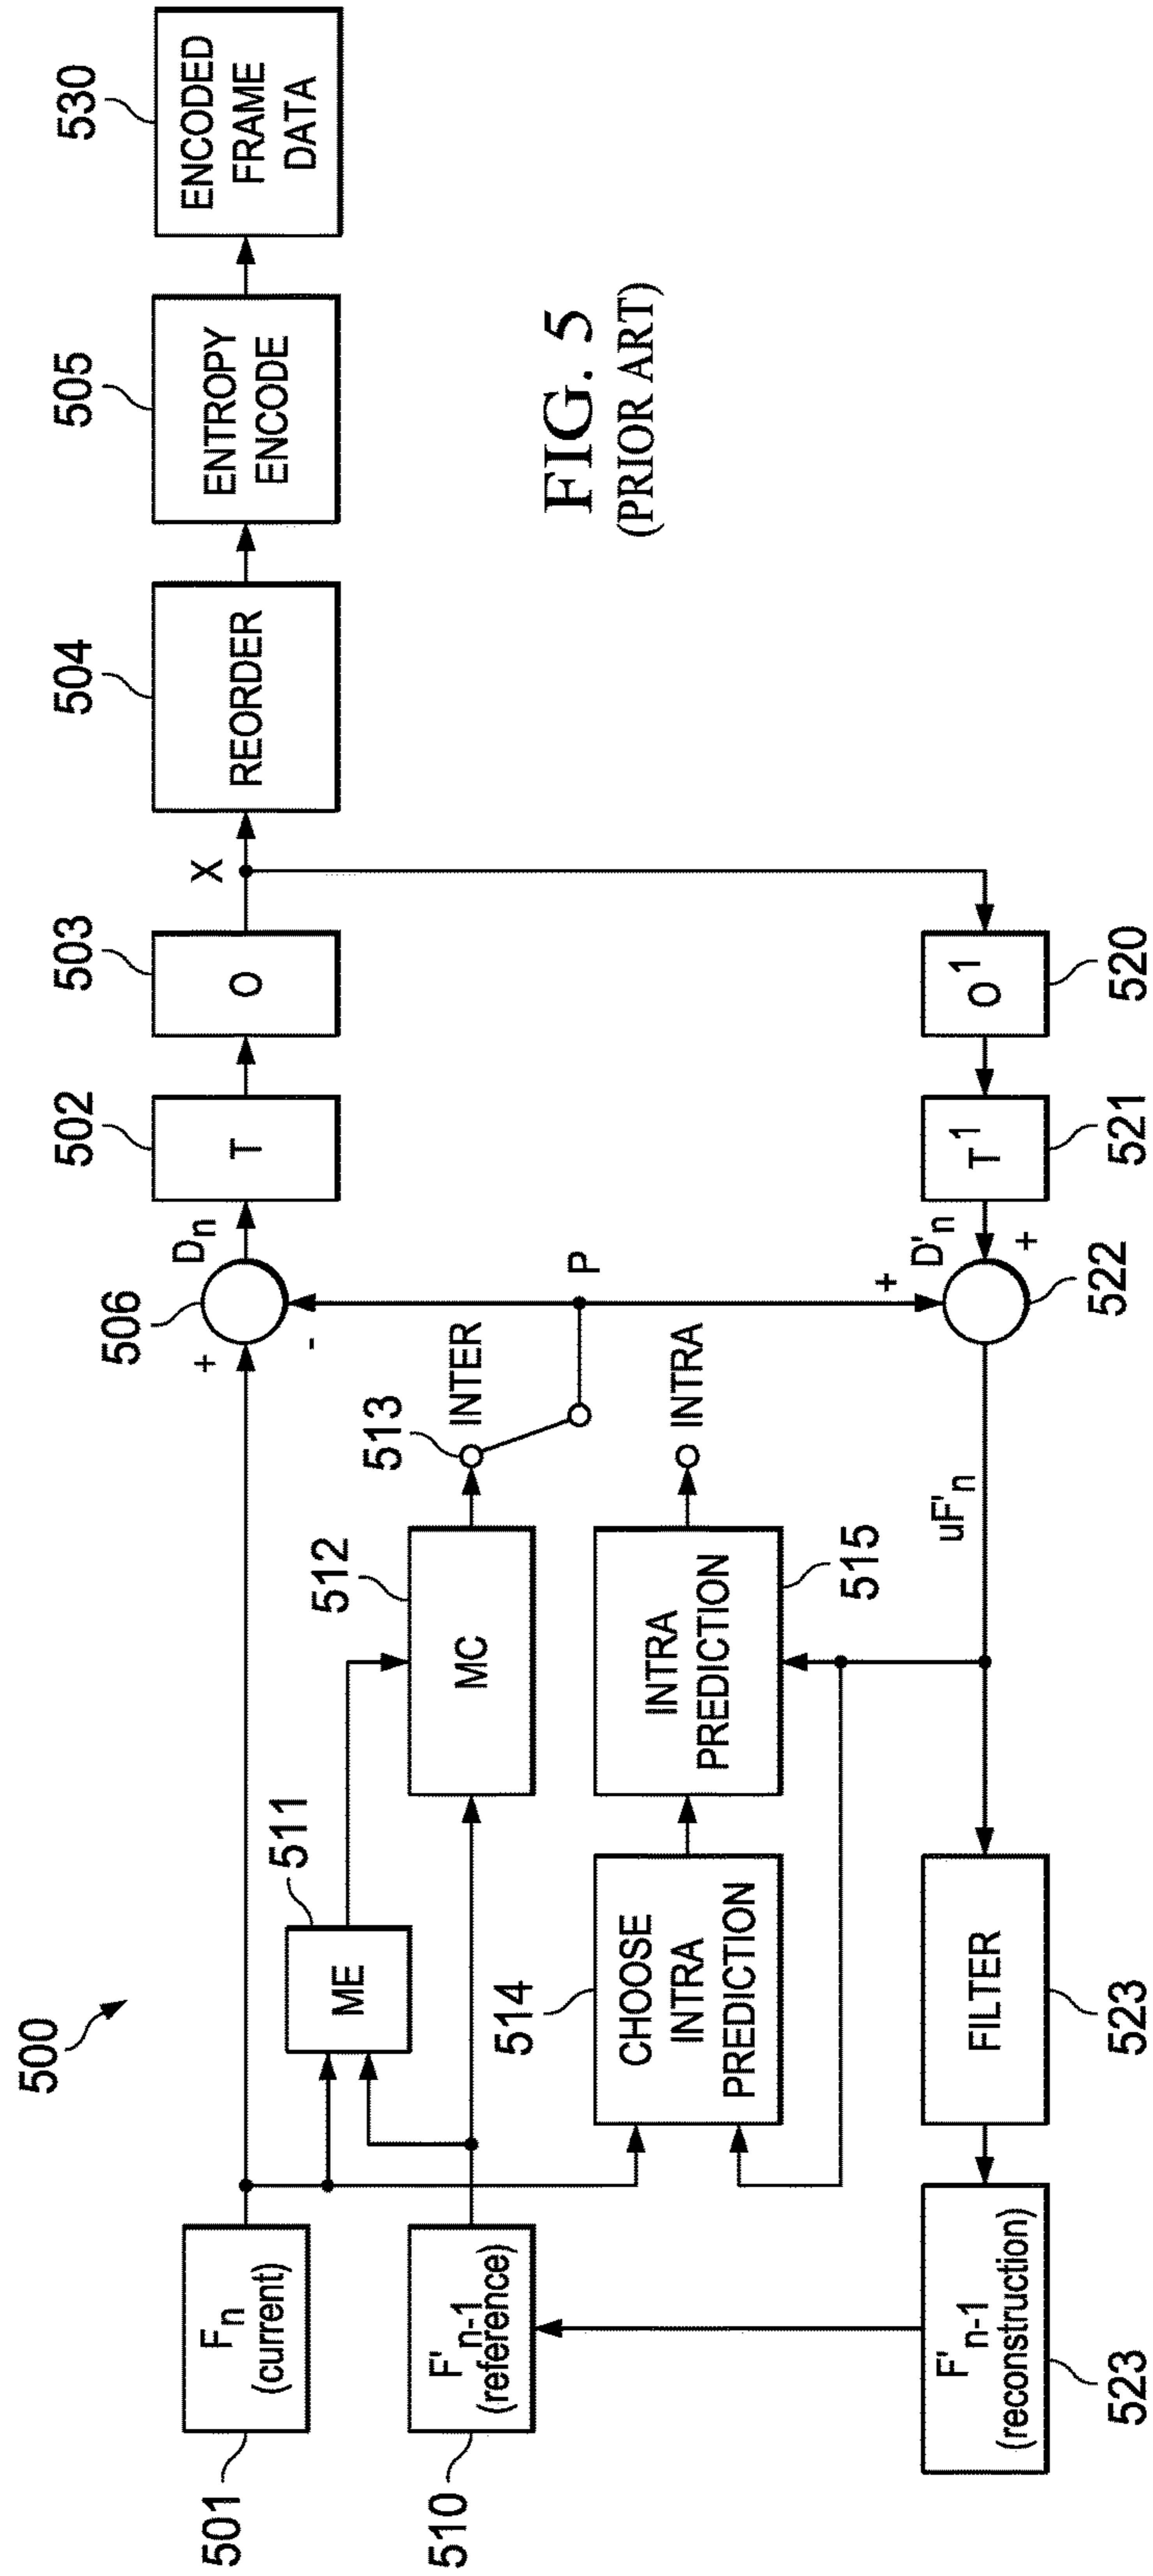 500
501
F n
(current)
506
+
-
D n
502
T
503
O
X
504
REORDER
505
ENTROPY
ENCODE
530
ENCODED
FRAME
DATA
511
ME
510
F' n-1
(reference)
512
MC
513
INTER
P
514
CHOOSE
INTRA
PREDICTION
515
INTRA
PREDICTION
INTRA
523
F' n-1
(reconstruction)
523
FILTER
uF' n
522
+
+
D' n
521
T 1
520
O 1
FIG. 5
(PRIOR ART)